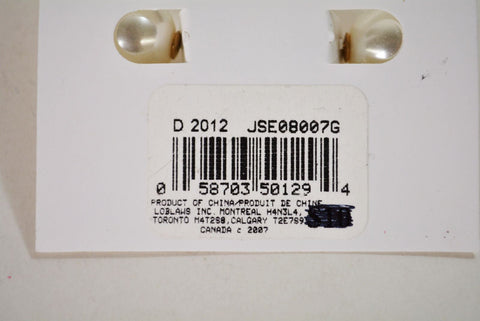 D 2012 JSE08007G
0 58703 50129 4
PRODUCT OF CHINA/PRODUIT DE CHINE
LOBLAWS INC. MONTREAL H4N3L4,
TORONTO M4T2S8,CALGARY T2E7S9
CANADA c 2007